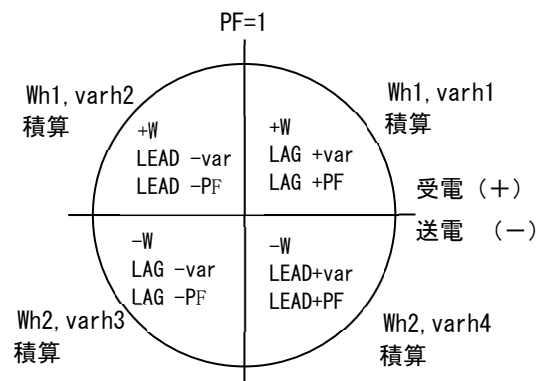 PF=1
Wh1, varh2
積算
Wh1, varh1
積算
+W
LEAD -var
LEAD -PF
+W
LAG +var
LAG +PF
受電 (+)
送電 (-)
-W
LAG -var
LAG -PF
-W
LEAD+var
LEAD+PF
Wh2, varh3
積算
Wh2, varh4
積算